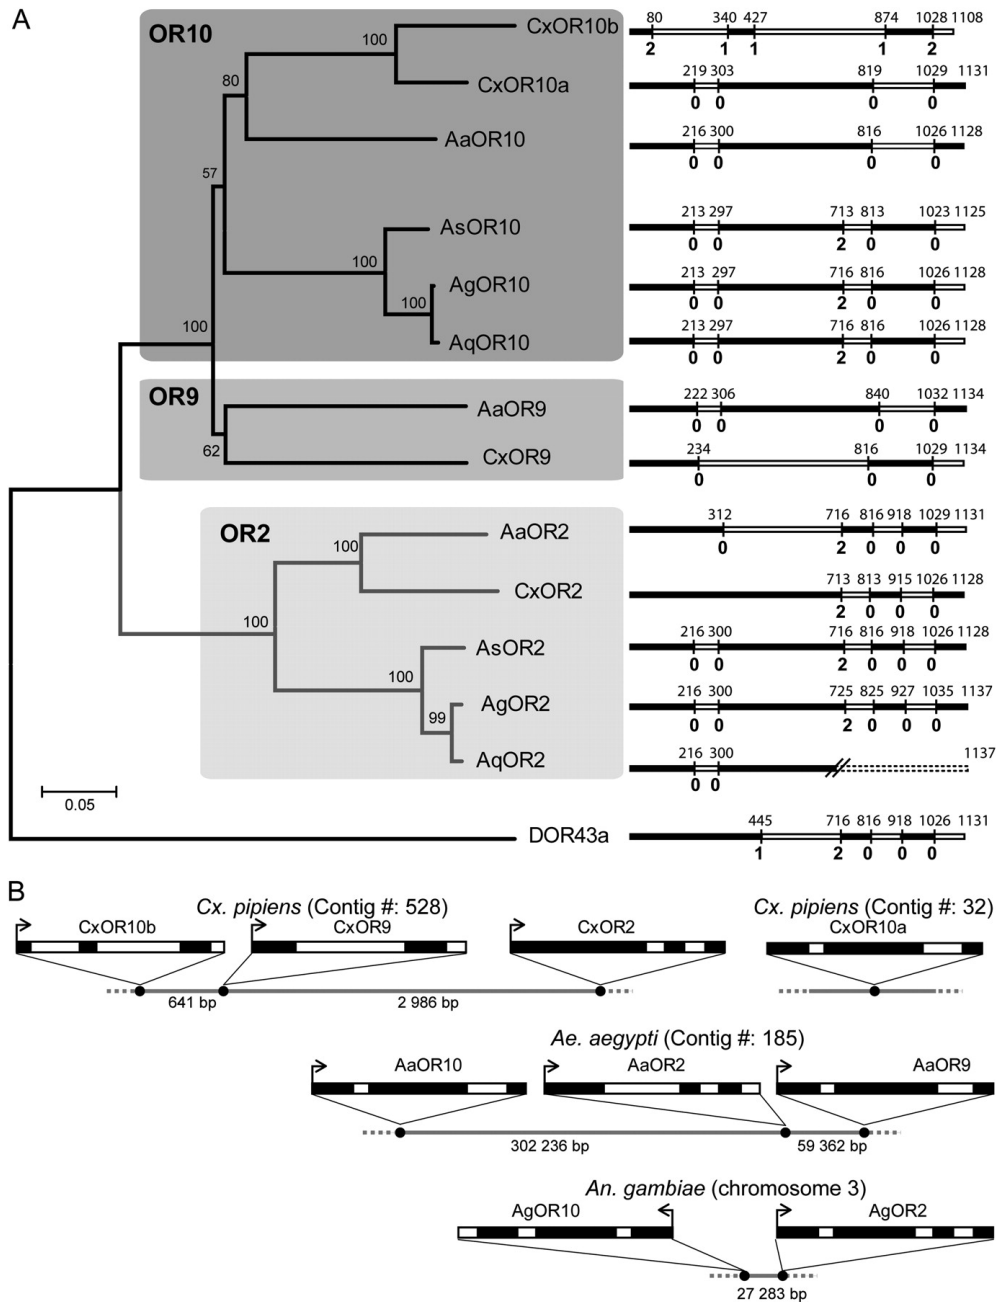 A
OR10
CxOR10b
80 340 427 874 1028 1108
2 1 1 1 2
100
CxOR10a
219 303 819 1029 1131
0 0 0 0
80
AaOR10
216 300 816 1026 1128
0 0 0 0
57
AsOR10
213 297 713 813 1023 1125
0 0 2 0 0
100
AgOR10
213 297 716 816 1026 1128
0 0 2 0 0
100
AqOR10
213 297 716 816 1026 1128
0 0 2 0 0
100
OR9
AaOR9
222 306 840 1032 1134
0 0 0 0
62
CxOR9
234 816 1029 1134
0 0 0
OR2
AaOR2
312 716 816 918 1029 1131
0 2 0 0 0
100
CxOR2
713 813 915 1026 1128
2 0 0 0
100
AsOR2
216 300 716 816 918 1026 1128
0 0 2 0 0 0
100
AgOR2
216 300 725 825 927 1035 1137
0 0 2 0 0 0
99
AqOR2
216 300 1137
0 0
0.05
DOR43a
445 716 816 918 1026 1131
1 2 0 0 0
B
Cx. pipiens (Contig #: 528)
CxOR10b CxOR9 CxOR2
641 bp 2 986 bp
Cx. pipiens (Contig #: 32)
CxOR10a
Ae. aegypti (Contig #: 185)
AaOR10 AaOR2 AaOR9
302 236 bp 59 362 bp
An. gambiae (chromosome 3)
AgOR10 AgOR2
27 283 bp